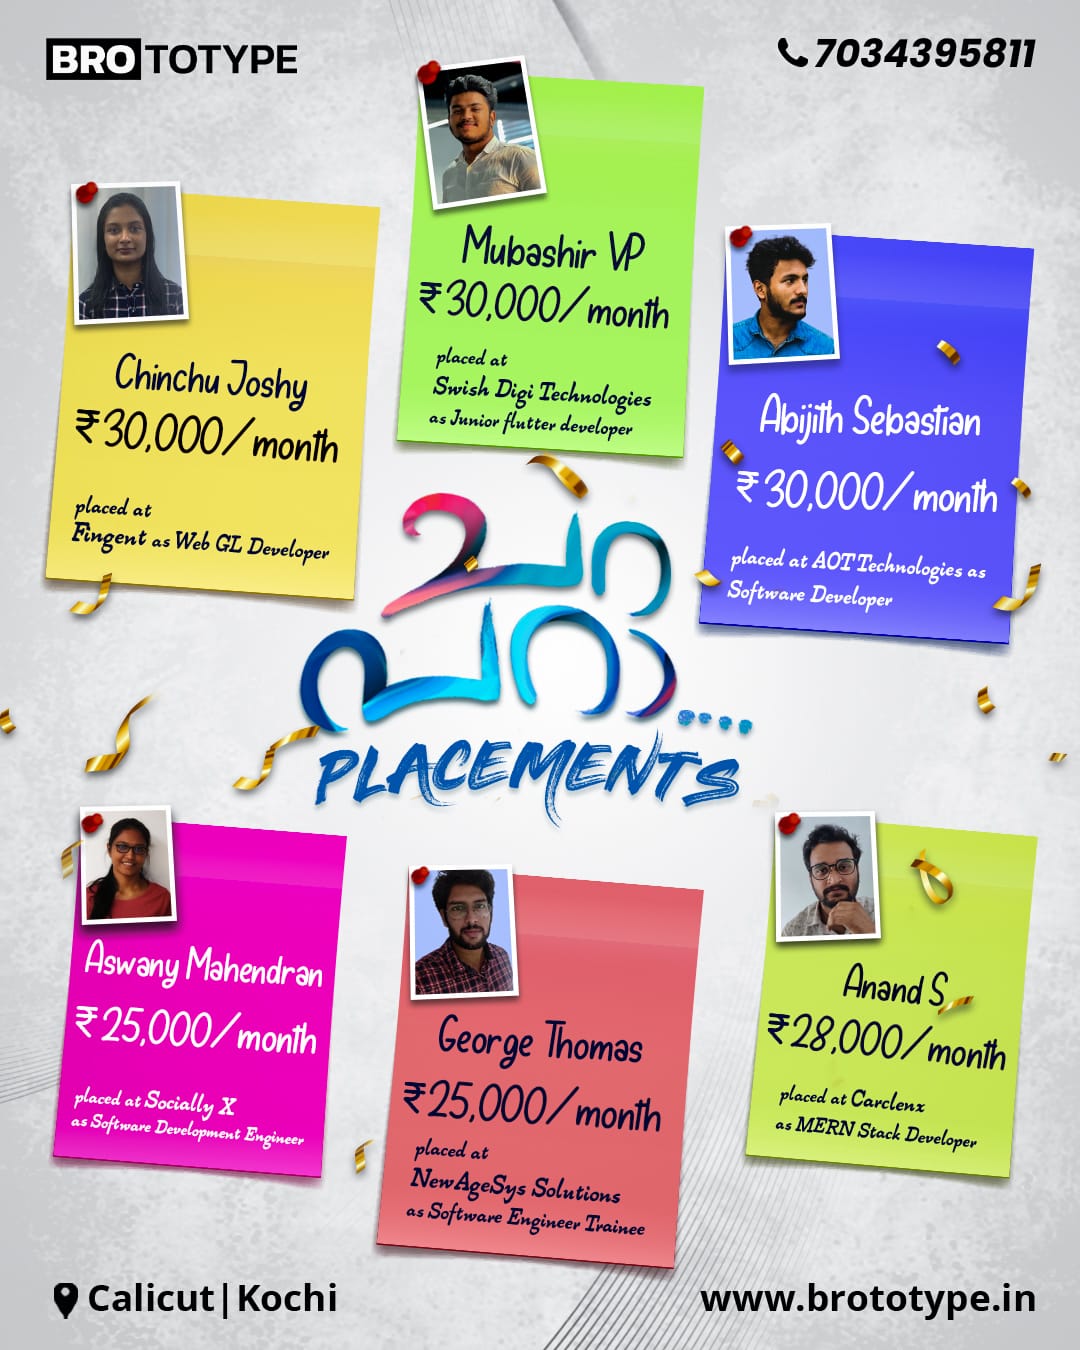 BROTOTYPE
7034395811
Mubashir VP
₹30,000/month
placed at
Swish Digi Technologies
as Junior flutter developer
Chinchu Joshy
₹30,000/month
placed at
Fingent as Web GL Developer
Abijith Sebastian
₹30,000/month
placed at AOT Technologies as
Software Developer
ചറ
പറാ....
PLACEMENTS
Aswany Mahendran
₹25,000/month
placed at Socially X
as Software Development Engineer
George Thomas
₹25,000/month
placed at
NewAgeSys Solutions
as Software Engineer Trainee
Anand S
₹28,000/month
placed at Carclenx
as MERN Stack Developer
Calicut|Kochi
www.brototype.in